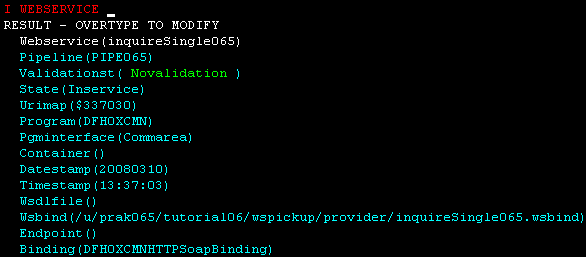 I WEBSERVICE
RESULT - OVERTYPE TO MODIFY
Webservice(inquireSingle065)
Pipeline(PIPE065)
Validationst( Novalidation )
State(Inservice)
Urimap($337030)
Program(DFH0XCMN)
Pgminterface(Commarea)
Container()
Datestamp(20080310)
Timestamp(13:37:03)
Wsdlfile()
Wsbind(/u/prak065/tutorial06/wspickup/provider/inquireSingle065.wsbind)
Endpoint()
Binding(DFH0XCMNHTTPSoapBinding)